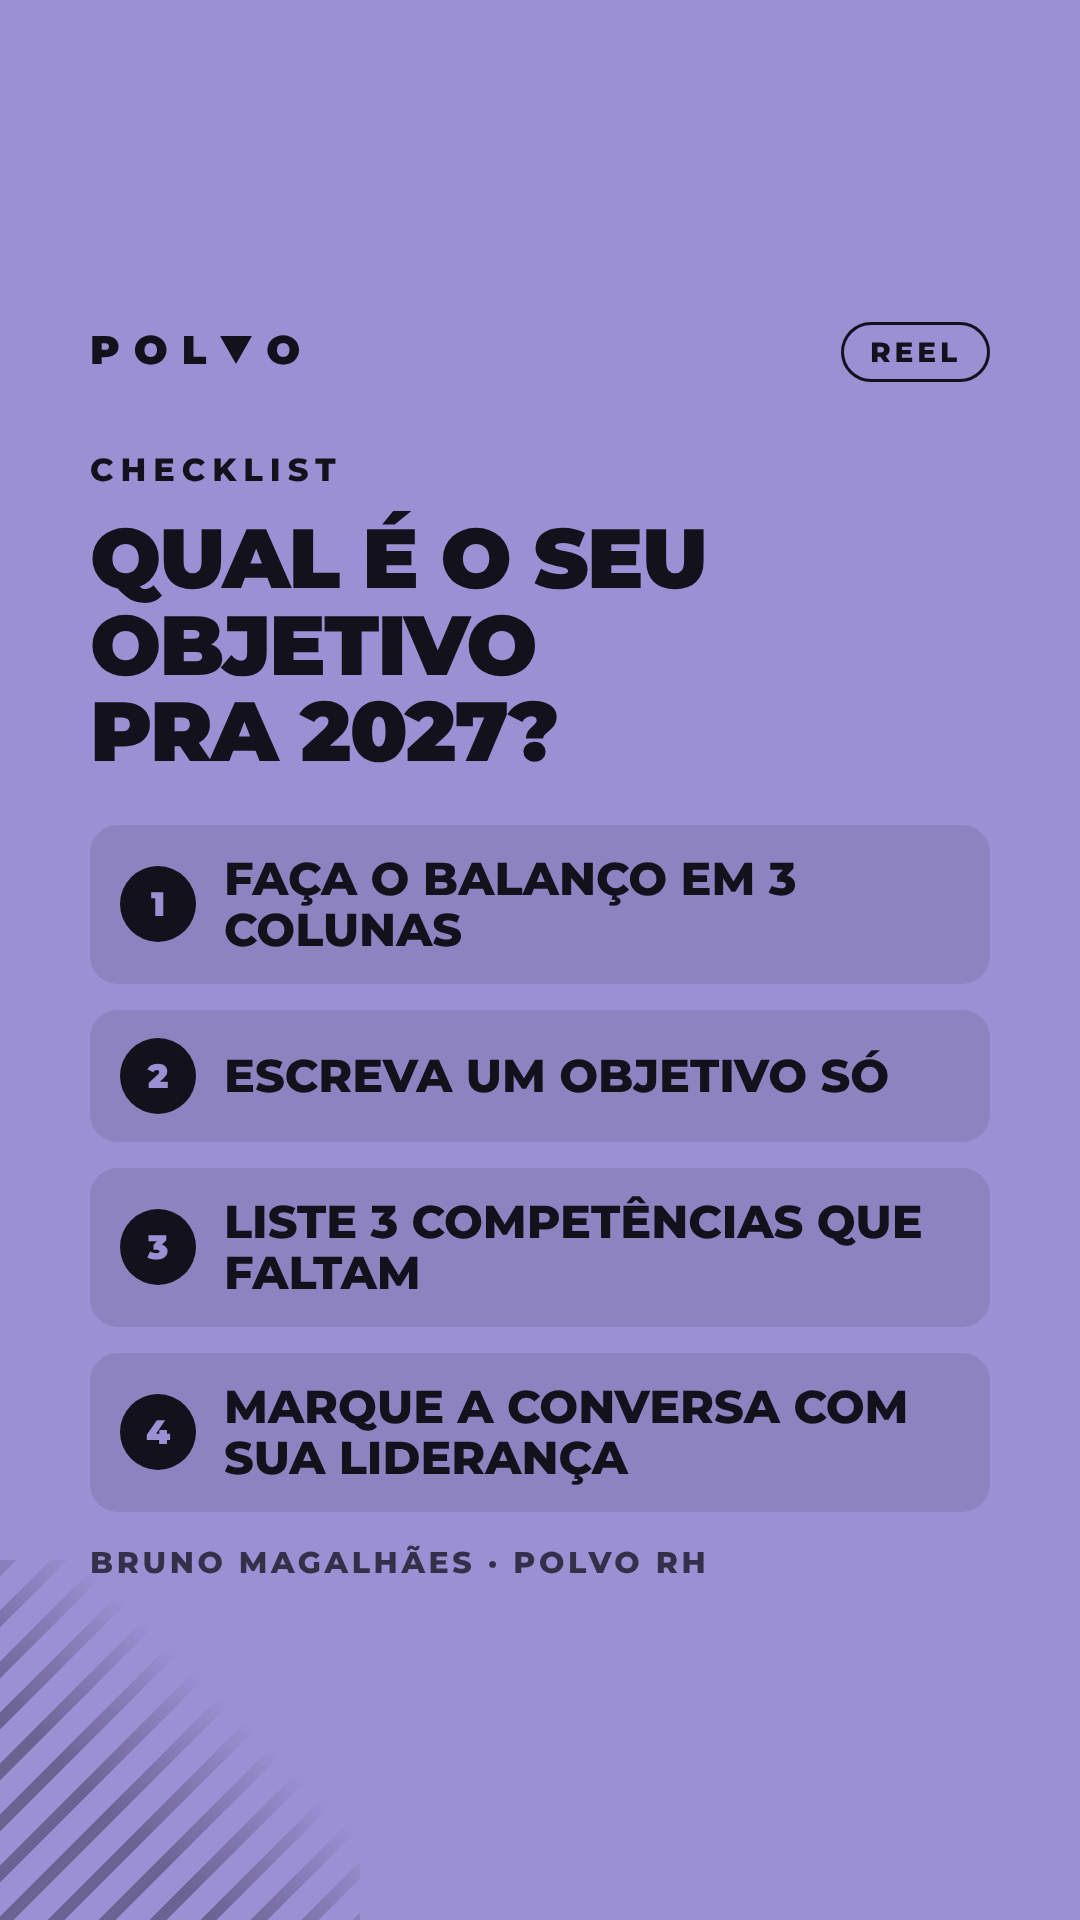 POLVO
REEL
CHECKLIST
QUAL É O SEU
OBJETIVO
PRA 2027?
1
FAÇA O BALANÇO EM 3
COLUNAS
2
ESCREVA UM OBJETIVO SÓ
3
LISTE 3 COMPETÊNCIAS QUE
FALTAM
4
MARQUE A CONVERSA COM
SUA LIDERANÇA
BRUNO MAGALHÃES • POLVO RH